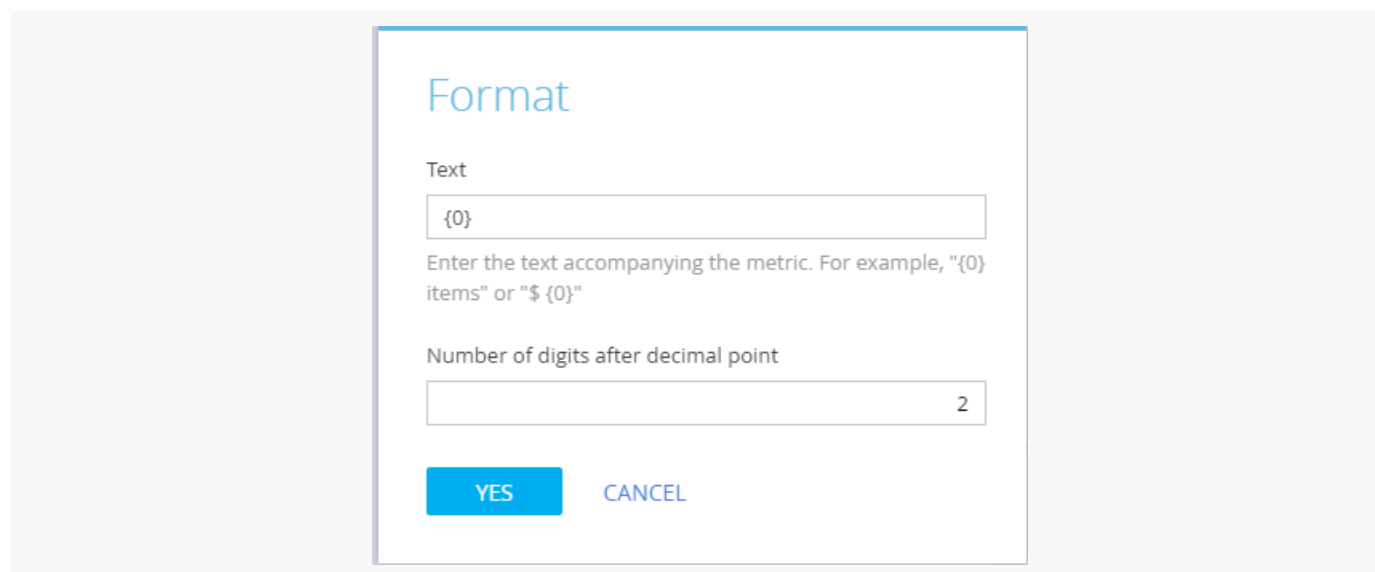 Format
Text
{0}
Enter the text accompanying the metric. For example, "{0}
items" or "$ {0}"
Number of digits after decimal point
2
YES CANCEL